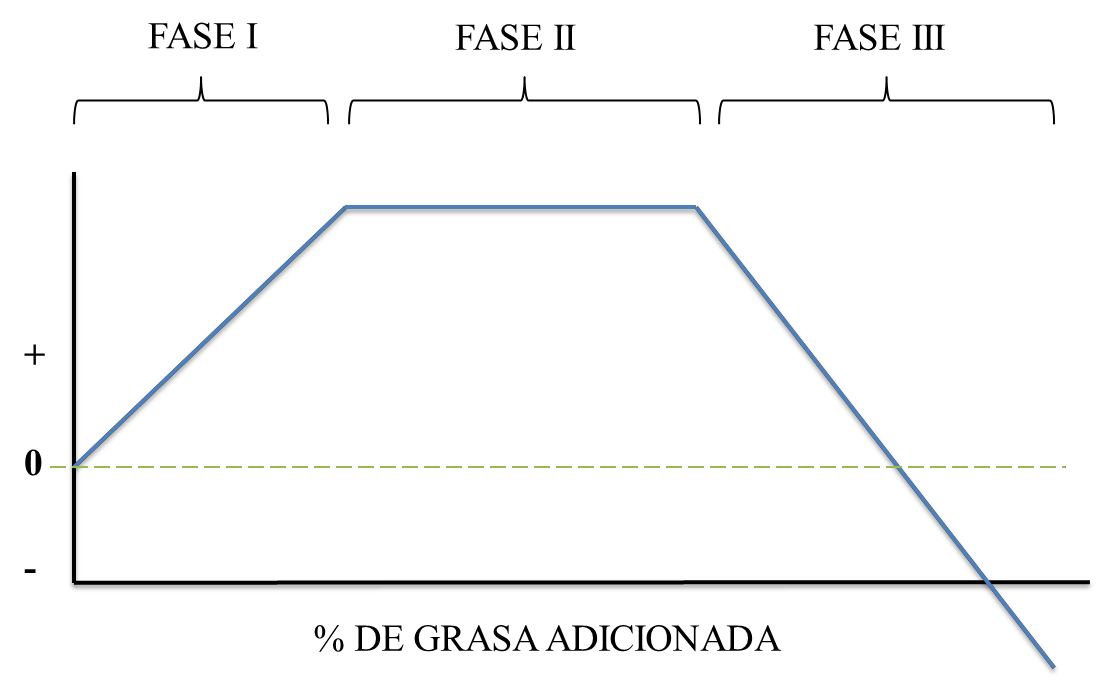 FASE I
FASE II
FASE III
+
0
-
% DE GRASA ADICIONADA